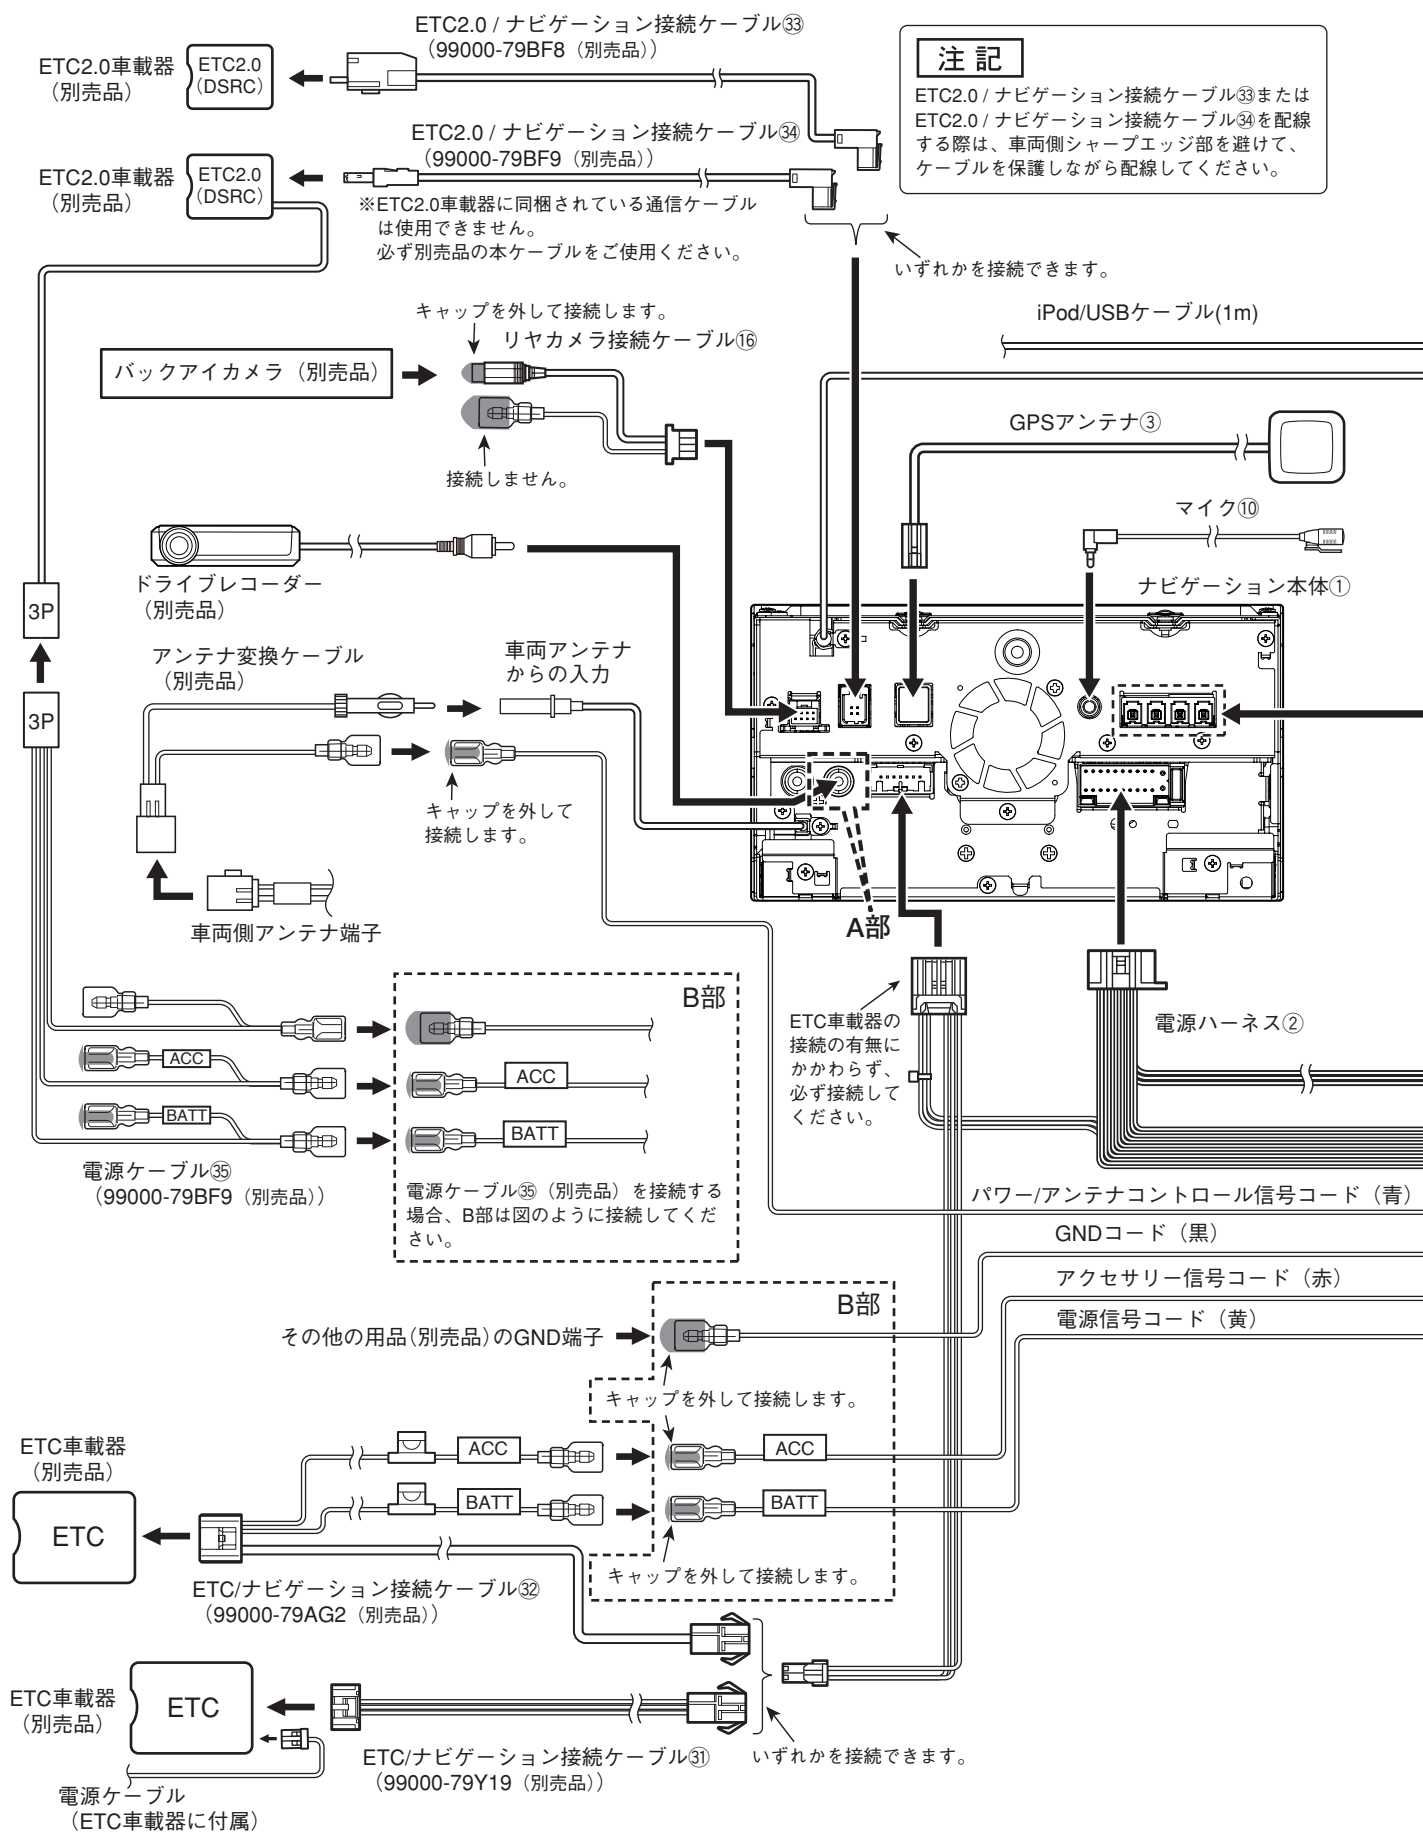 ETC2.0 / ナビゲーション接続ケーブル㉝
（99000-79BF8（別売品））
ETC2.0車載器
（別売品）
ETC2.0
(DSRC)
注 記
ETC2.0 / ナビゲーション接続ケーブル㉝または
ETC2.0 / ナビゲーション接続ケーブル㉞を配線
する際は、車両側シャープエッジ部を避けて、
ケーブルを保護しながら配線してください。
ETC2.0 / ナビゲーション接続ケーブル㉞
（99000-79BF9（別売品））
ETC2.0車載器
（別売品）
ETC2.0
(DSRC)
※ETC2.0車載器に同梱されている通信ケーブル
は使用できません。
必ず別売品の本ケーブルをご使用ください。
いずれかを接続できます。
iPod/USBケーブル(1m)
キャップを外して接続します。
リヤカメラ接続ケーブル⑯
バックアイカメラ（別売品）
接続しません。
GPSアンテナ③
マイク⑩
ナビゲーション本体①
ドライブレコーダー
（別売品）
3P
アンテナ変換ケーブル
（別売品）
車両アンテナ
からの入力
3P
キャップを外して
接続します。
車両側アンテナ端子
A部
B部
ETC車載器の
接続の有無に
かかわらず、
必ず接続して
ください。
電源ハーネス②
ACC
ACC
BATT
BATT
電源ケーブル㉟
（99000-79BF9（別売品））
電源ケーブル㉟（別売品）を接続する
場合、B部は図のように接続してくだ
さい。
パワー/アンテナコントロール信号コード（青）
GNDコード（黒）
アクセサリー信号コード（赤）
電源信号コード（黄）
B部
その他の用品(別売品)のGND端子
キャップを外して接続します。
ETC車載器
（別売品）
ETC
ACC
ACC
BATT
BATT
キャップを外して接続します。
ETC/ナビゲーション接続ケーブル㉜
（99000-79AG2（別売品））
ETC車載器
（別売品）
ETC
ETC/ナビゲーション接続ケーブル㉛
（99000-79Y19（別売品））
いずれかを接続できます。
電源ケーブル
（ETC車載器に付属）